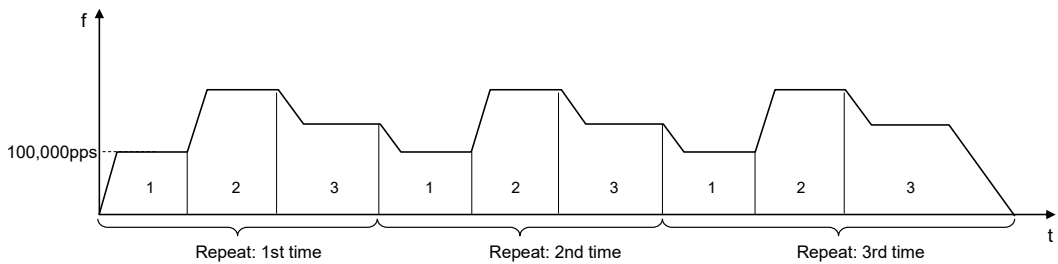 f
100,000pps
1 2 3 1 2 3 1 2 3
t
Repeat: 1st time Repeat: 2nd time Repeat: 3rd time